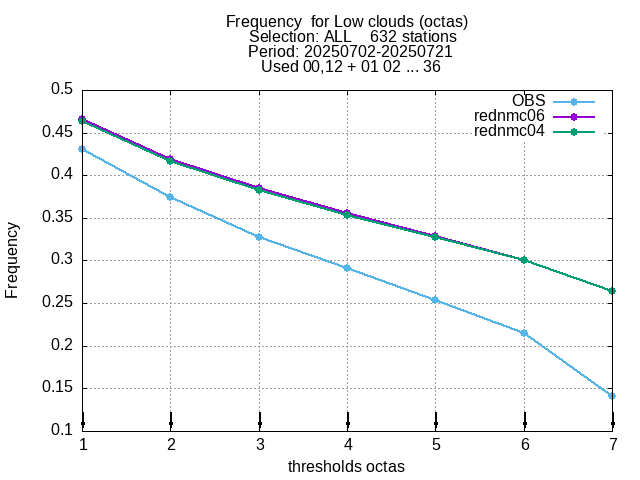 Frequency  for Low clouds (octas)
Selection: ALL    632 stations
Period: 20250702-20250721
Used 00,12 + 01 02 ... 36
OBS
rednmc06
rednmc04
0.5
0.45
0.4
0.35
0.3
0.25
0.2
0.15
0.1
Frequency
1 2 3 4 5 6 7
thresholds octas